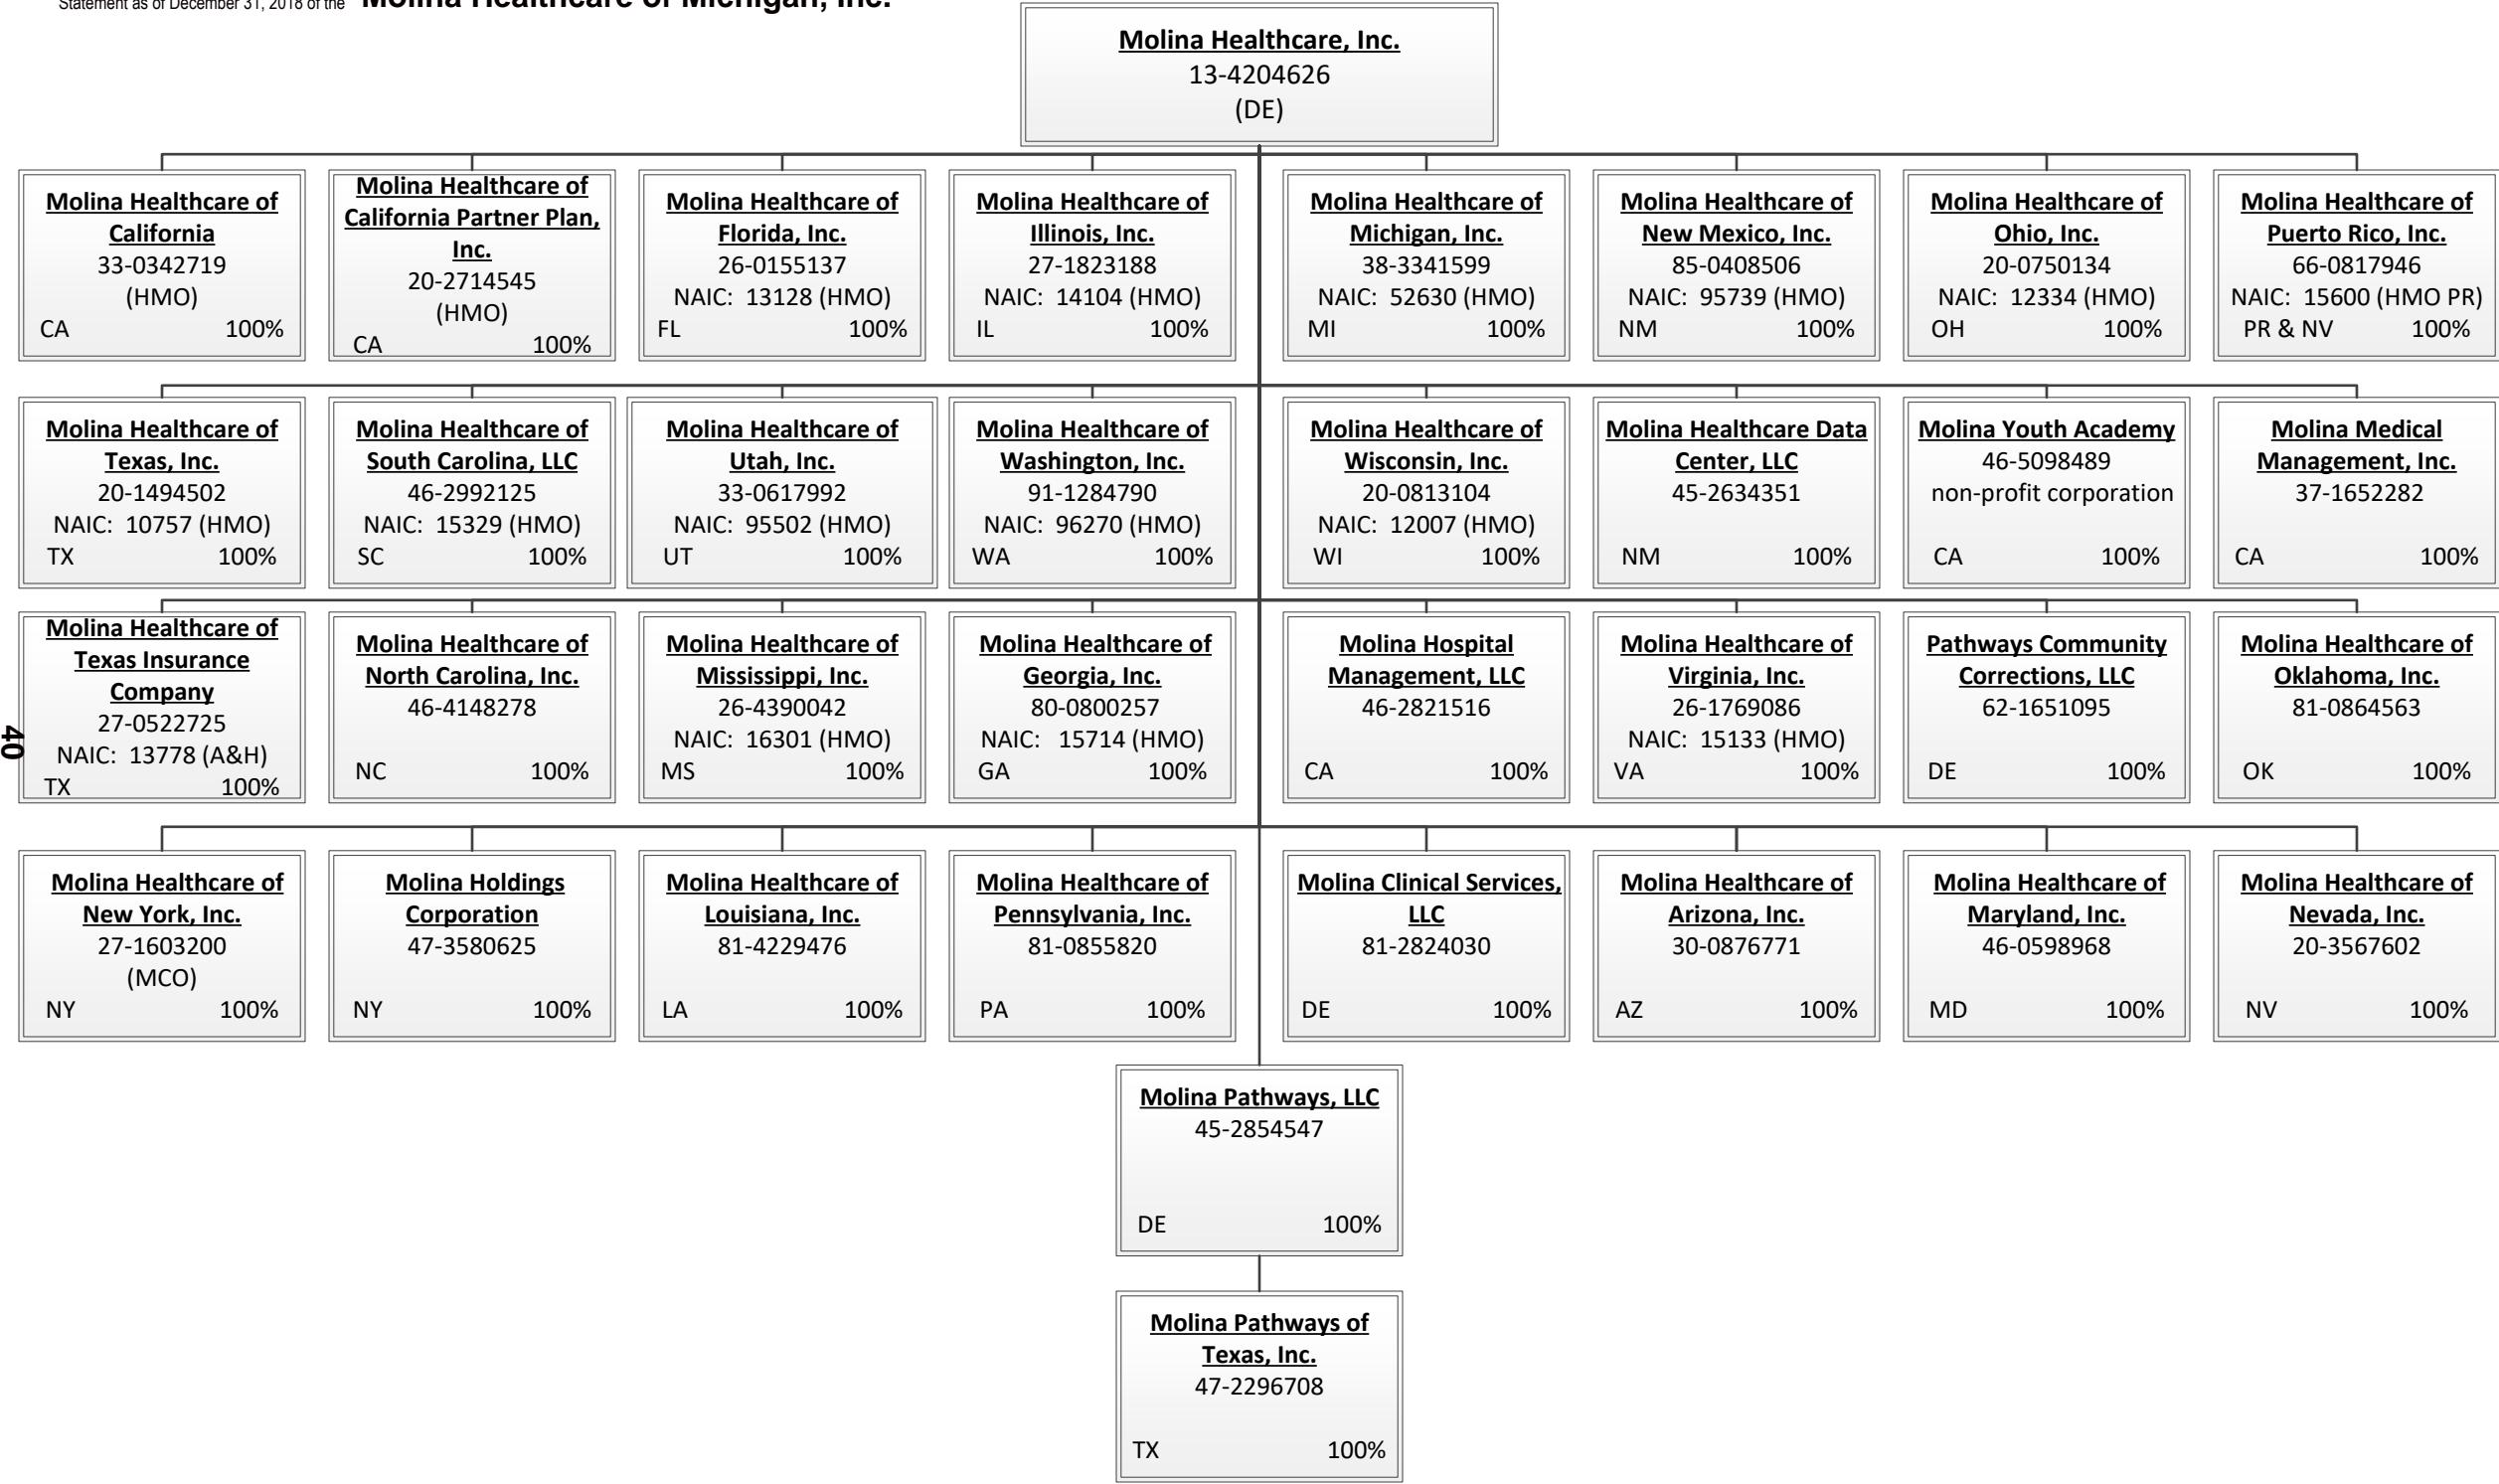 Statement as of December 31, 2018 of the Molina Healthcare of Michigan, Inc.
Molina Healthcare, Inc.
13-4204626
(DE)
Molina Healthcare of
California
33-0342719
(HMO)
CA 100%
Molina Healthcare of
California Partner Plan,
Inc.
20-2714545
(HMO)
CA 100%
Molina Healthcare of
Florida, Inc.
26-0155137
NAIC: 13128 (HMO)
FL 100%
Molina Healthcare of
Illinois, Inc.
27-1823188
NAIC: 14104 (HMO)
IL 100%
Molina Healthcare of
Michigan, Inc.
38-3341599
NAIC: 52630 (HMO)
MI 100%
Molina Healthcare of
New Mexico, Inc.
85-0408506
NAIC: 95739 (HMO)
NM 100%
Molina Healthcare of
Ohio, Inc.
20-0750134
NAIC: 12334 (HMO)
OH 100%
Molina Healthcare of
Puerto Rico, Inc.
66-0817946
NAIC: 15600 (HMO PR)
PR & NV 100%
Molina Healthcare of
Texas, Inc.
20-1494502
NAIC: 10757 (HMO)
TX 100%
Molina Healthcare of
South Carolina, LLC
46-2992125
NAIC: 15329 (HMO)
SC 100%
Molina Healthcare of
Utah, Inc.
33-0617992
NAIC: 95502 (HMO)
UT 100%
Molina Healthcare of
Washington, Inc.
91-1284790
NAIC: 96270 (HMO)
WA 100%
Molina Healthcare of
Wisconsin, Inc.
20-0813104
NAIC: 12007 (HMO)
WI 100%
Molina Healthcare Data
Center, LLC
45-2634351
NM 100%
Molina Youth Academy
46-5098489
non-profit corporation
CA 100%
Molina Medical
Management, Inc.
37-1652282
CA 100%
Molina Healthcare of
Texas Insurance
Company
27-0522725
NAIC: 13778 (A&H)
TX 100%
Molina Healthcare of
North Carolina, Inc.
46-4148278
NC 100%
Molina Healthcare of
Mississippi, Inc.
26-4390042
NAIC: 16301 (HMO)
MS 100%
Molina Healthcare of
Georgia, Inc.
80-0800257
NAIC: 15714 (HMO)
GA 100%
Molina Hospital
Management, LLC
46-2821516
CA 100%
Molina Healthcare of
Virginia, Inc.
26-1769086
NAIC: 15133 (HMO)
VA 100%
Pathways Community
Corrections, LLC
62-1651095
DE 100%
Molina Healthcare of
Oklahoma, Inc.
81-0864563
OK 100%
40
Molina Healthcare of
New York, Inc.
27-1603200
(MCO)
NY 100%
Molina Holdings
Corporation
47-3580625
NY 100%
Molina Healthcare of
Louisiana, Inc.
81-4229476
LA 100%
Molina Healthcare of
Pennsylvania, Inc.
81-0855820
PA 100%
Molina Clinical Services,
LLC
81-2824030
DE 100%
Molina Healthcare of
Arizona, Inc.
30-0876771
AZ 100%
Molina Healthcare of
Maryland, Inc.
46-0598968
MD 100%
Molina Healthcare of
Nevada, Inc.
20-3567602
NV 100%
Molina Pathways, LLC
45-2854547
DE 100%
Molina Pathways of
Texas, Inc.
47-2296708
TX 100%